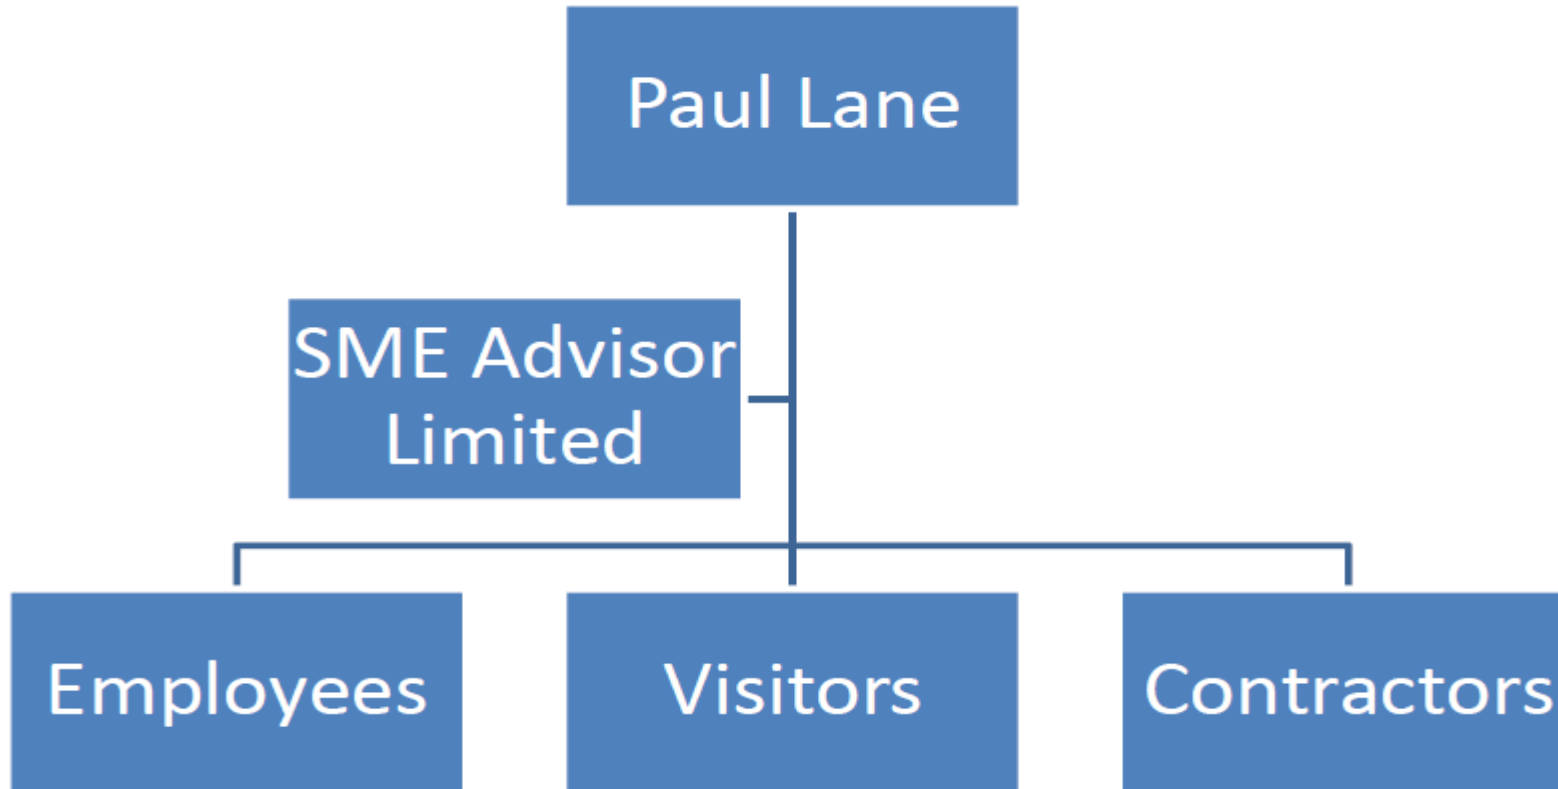 Paul Lane
SME Advisor
Limited
Employees
Visitors
Contractors